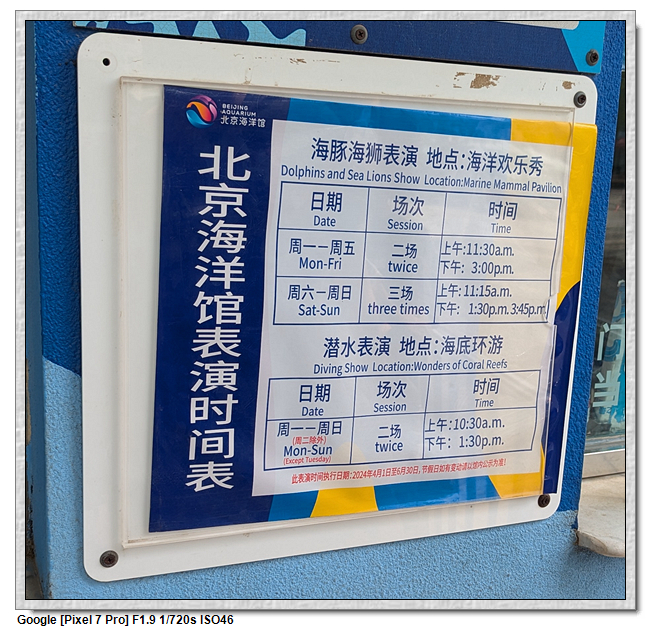 BEIJING
AQUARIUM
北京海洋馆
北京海洋馆表演时间表
海豚海狮表演 地点:海洋欢乐秀
Dolphins and Sea Lions Show Location:Marine Mammal Pavilion
日期 场次 时间
Date Session Time
周一一周五 二场 上午:11:30a.m.
Mon-Fri twice 下午: 3:00p.m.
周六一周日 三场 上午: 11:15a.m.
Sat-Sun three times 下午: 1:30p.m. 3:45p.m.
潜水表演 地点:海底环游
Diving Show Location:Wonders of Coral Reefs
日期 场次 时间
Date Session Time
周一一周日 二场 上午:10:30a.m.
(周二除外)
Mon-Sun twice 下午: 1:30p.m.
(Except Tuesday)
此表演时间执行日期:2024年4月1日至6月30日,节假日如有变动请以馆内公示为准!
Google [Pixel 7 Pro] F1.9 1/720s ISO46